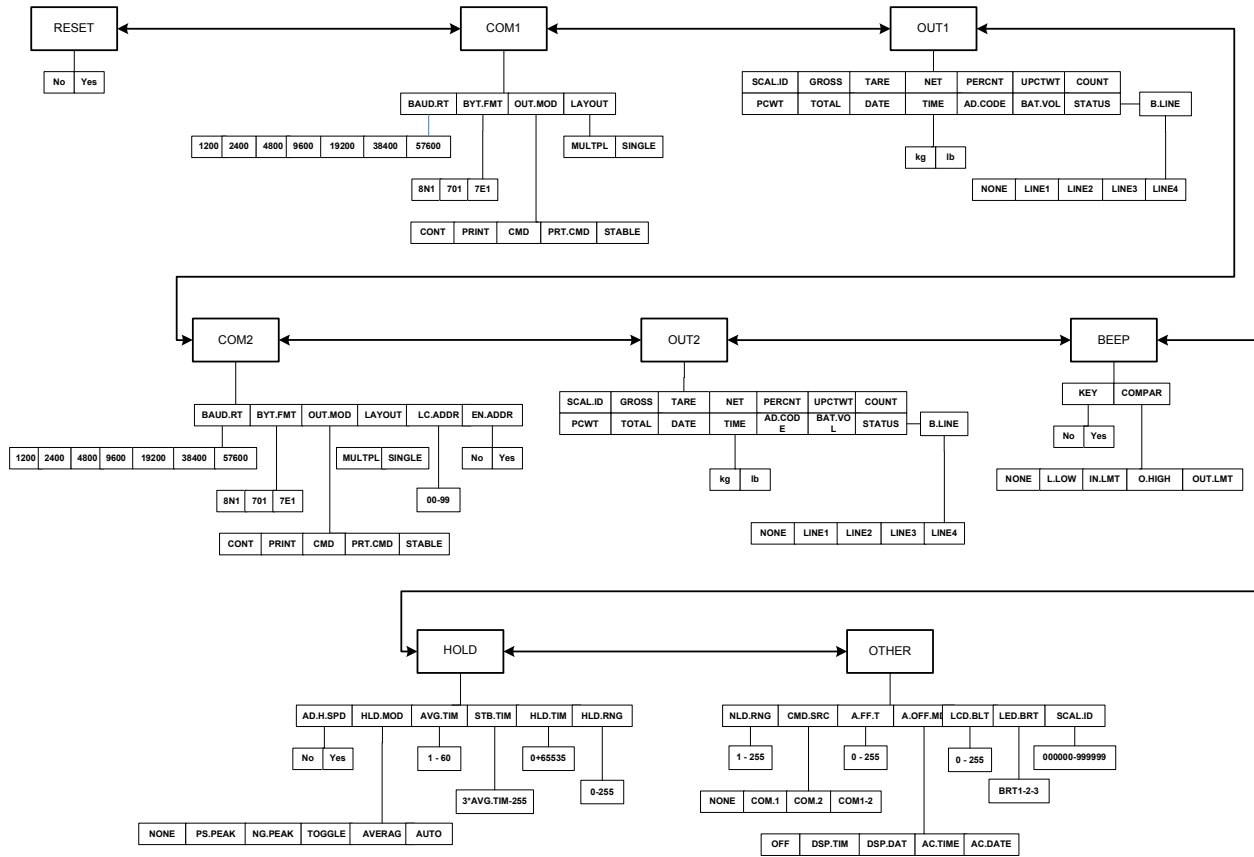 RESET COM1 OUT1
No Yes
SCAL.ID GROSS TARE NET PERCNT UPCTWT COUNT
PCWT TOTAL DATE TIME AD.CODE BAT.VOL STATUS B.LINE
BAUD.RT BYT.FMT OUT.MOD LAYOUT
1200 2400 4800 9600 19200 38400 57600
MULTPL SINGLE
kg lb
8N1 701 7E1
NONE LINE1 LINE2 LINE3 LINE4
CONT PRINT CMD PRT.CMD STABLE
COM2 OUT2 BEEP
KEY COMPAR
SCAL.ID GROSS TARE NET PERCNT UPCTWT COUNT
BAUD.RT BYT.FMT OUT.MOD LAYOUT LC.ADDR EN.ADDR
PCWT TOTAL DATE TIME AD.COD
E BAT.VO
L STATUS B.LINE
No Yes
1200 2400 4800 9600 19200 38400 57600
MULTPL SINGLE
No Yes
kg lb
NONE L.LOW IN.LMT O.HIGH OUT.LMT
8N1 701 7E1
00-99
NONE LINE1 LINE2 LINE3 LINE4
CONT PRINT CMD PRT.CMD STABLE
HOLD OTHER
AD.H.SPD HLD.MOD AVG.TIM STB.TIM HLD.TIM HLD.RNG
NLD.RNG CMD.SRC A.FF.T A.OFF.MD LCD.BLT LED.BRT SCAL.ID
No Yes
1 - 60
0+65535
1 - 255
0 - 255
0 - 255
000000-999999
3*AVG.TIM-255
0-255
BRT1-2-3
NONE COM.1 COM.2 COM1-2
NONE PS.PEAK NG.PEAK TOGGLE AVERAG AUTO
OFF DSP.TIM DSP.DAT AC.TIME AC.DATE